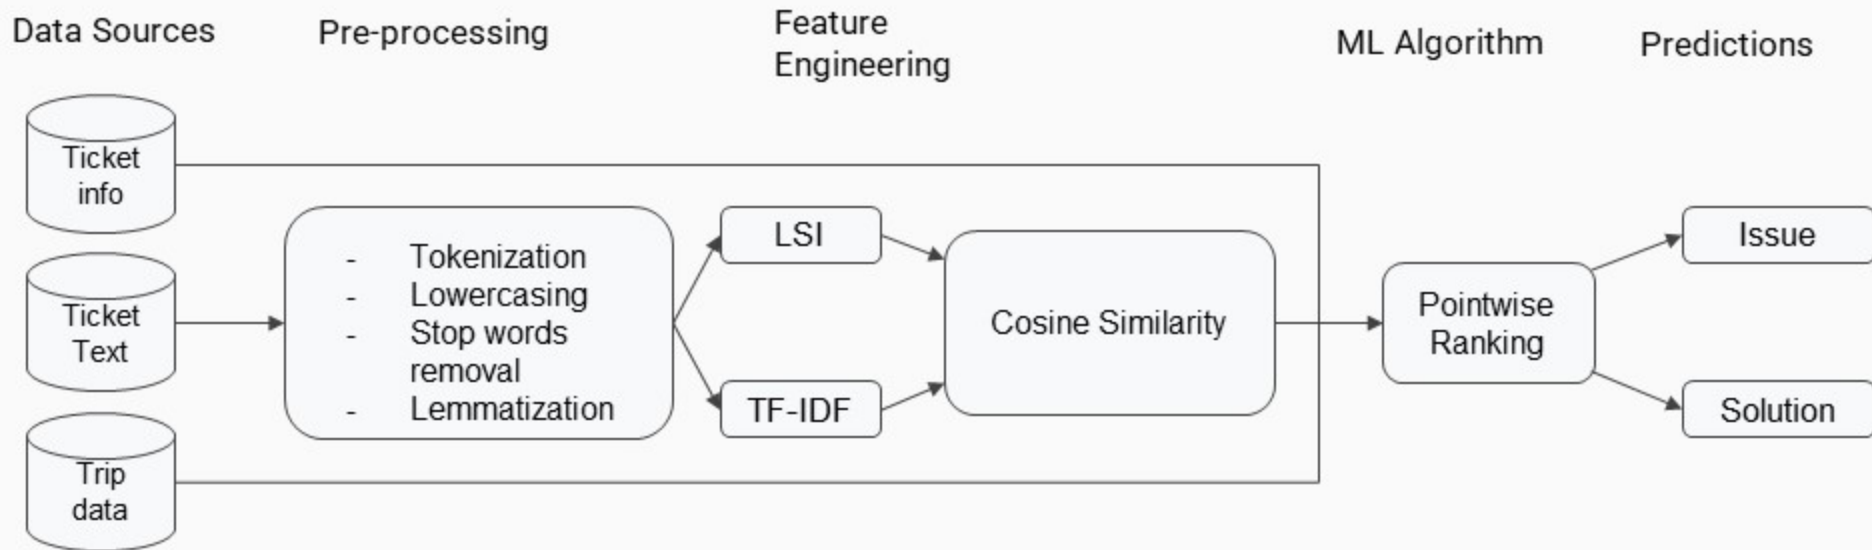 Data Sources
Pre-processing
Feature
Engineering
ML Algorithm
Predictions
Ticket
info
Ticket
Text
Trip
data
- Tokenization
- Lowercasing
- Stop words
removal
- Lemmatization
LSI
TF-IDF
Cosine Similarity
Pointwise
Ranking
Issue
Solution